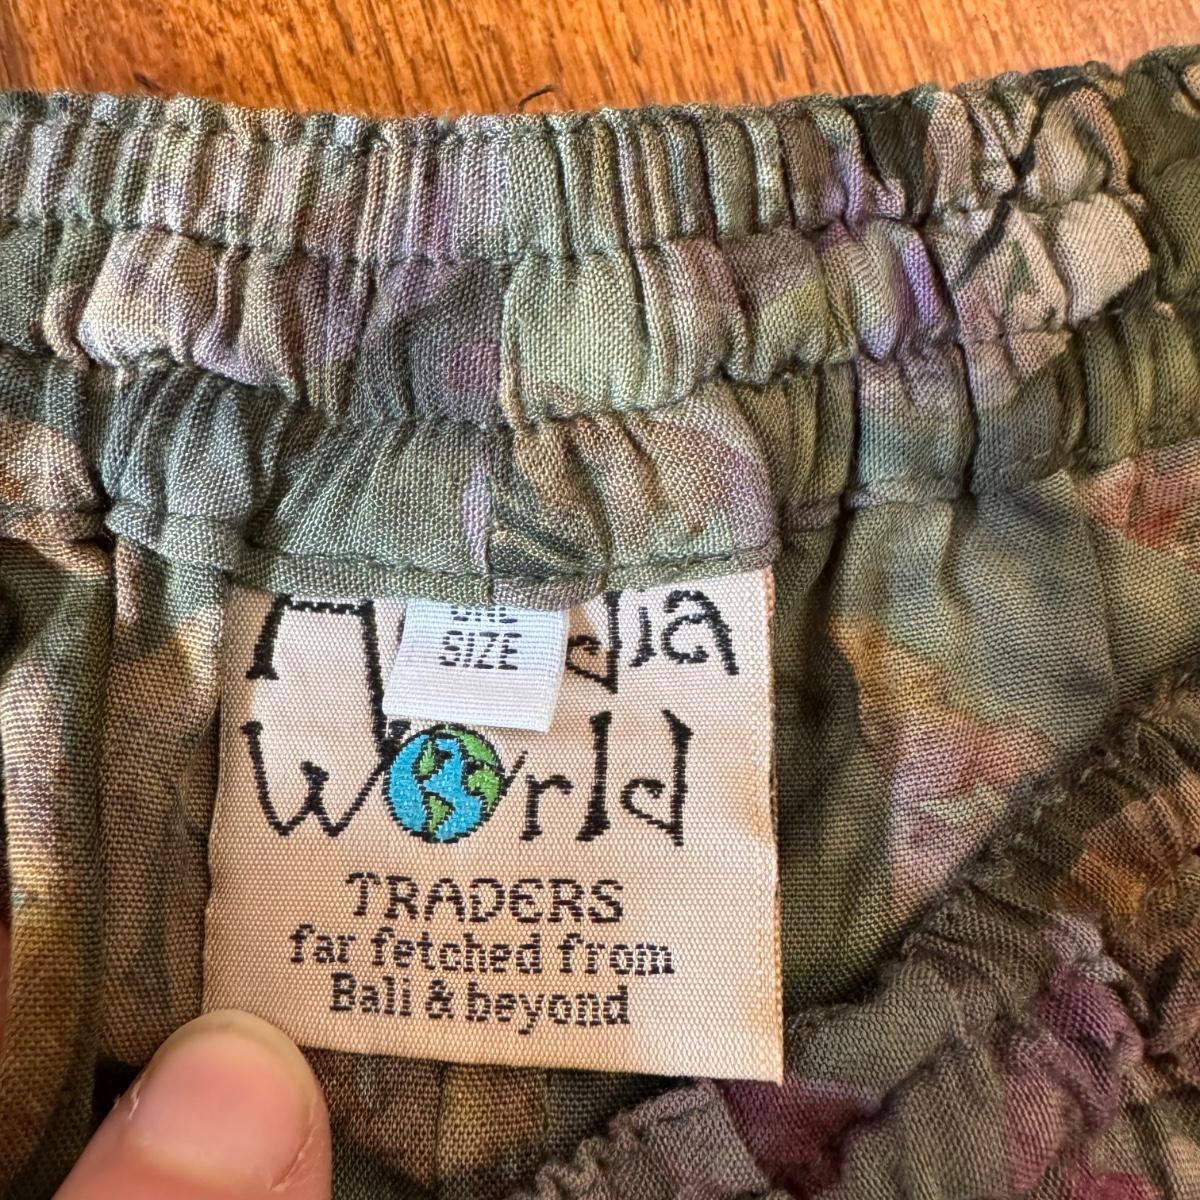 SIZE
World
TRADERS
far fetched from
Bali & beyond